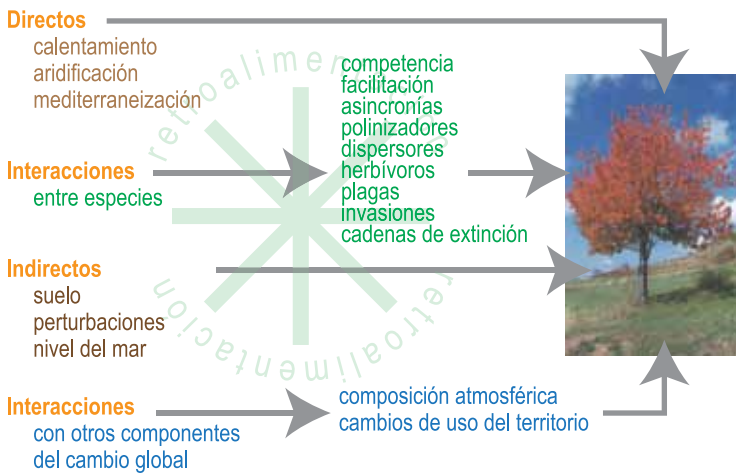 Directos
calentamiento
aridificación
mediterraneización
retroalimentación
competencia
facilitación
asincronías
polinizadores
dispersores
herbívoros
plagas
invasiones
cadenas de extinción
Interacciones
entre especies
Indirectos
suelo
perturbaciones
nivel del mar
retroalimentación
Interacciones
con otros componentes
del cambio global
composición atmosférica
cambios de uso del territorio